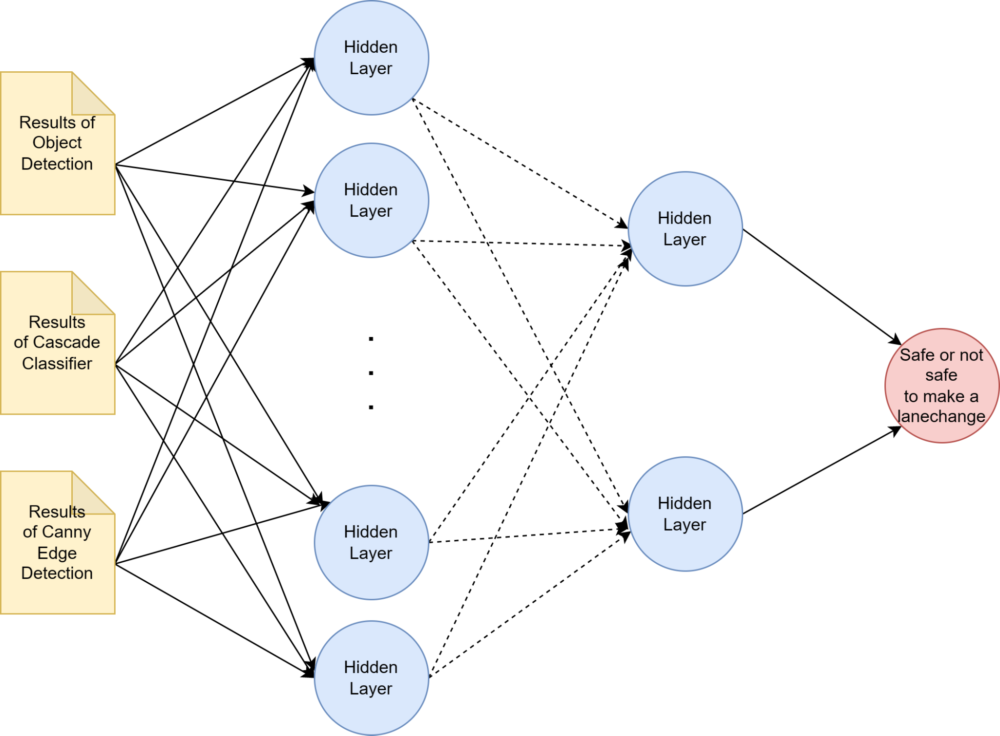 Results of
Object
Detection
Results
of Cascade
Classifier
Results
of Canny
Edge
Detection
Hidden
Layer
Hidden
Layer
.
.
.
Hidden
Layer
Hidden
Layer
Hidden
Layer
Hidden
Layer
Safe or not
safe
to make a
lanechange